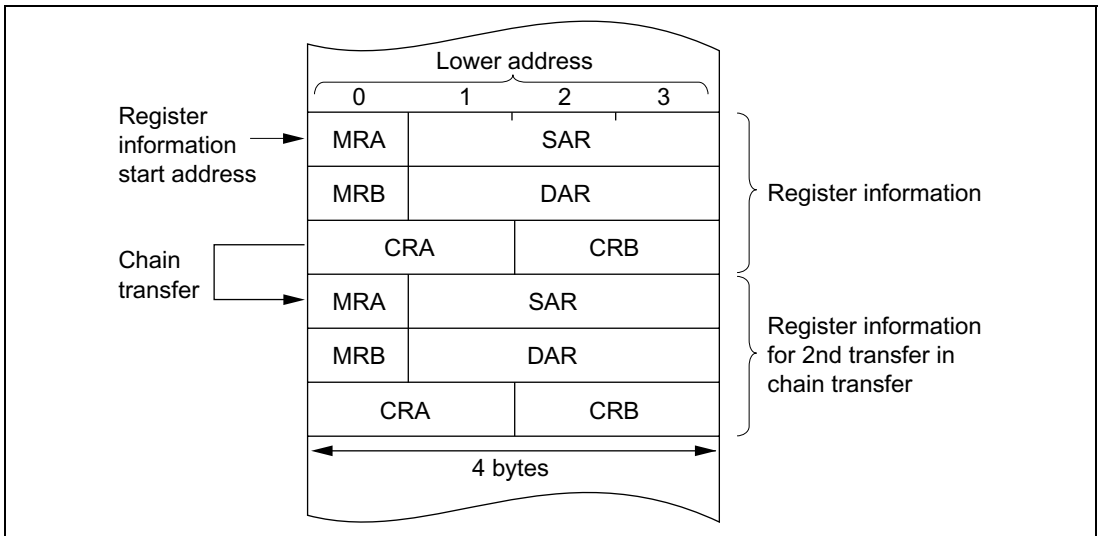 Lower address
0 1 2 3
Register
information
start address
MRA SAR
MRB DAR
Register information
CRA CRB
Chain
transfer
MRA SAR
MRB DAR
Register information
for 2nd transfer in
chain transfer
CRA CRB
4 bytes